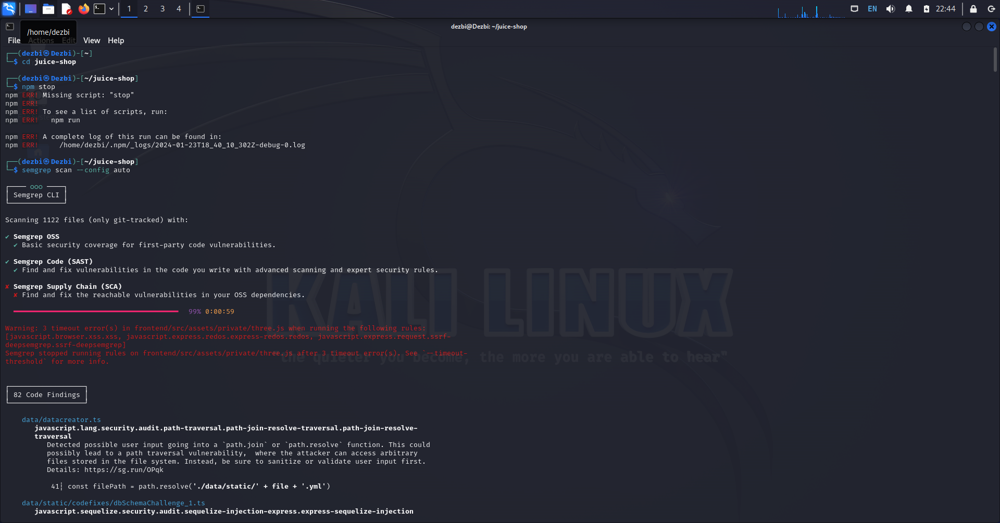 1 2 3 4
EN 22:44
dezbi@Dezbi: ~/juice-shop
/home/dezbi
File Actions Edit View Help
┌──(dezbi㉿Dezbi)-[~]
└─$ cd juice-shop
┌──(dezbi㉿Dezbi)-[~/juice-shop]
└─$ npm stop
npm ERR! Missing script: "stop"
npm ERR!
npm ERR! To see a list of scripts, run:
npm ERR!   npm run
npm ERR! A complete log of this run can be found in:
npm ERR!     /home/dezbi/.npm/_logs/2024-01-23T18_40_10_302Z-debug-0.log
┌──(dezbi㉿Dezbi)-[~/juice-shop]
└─$ semgrep scan --config auto
┌──── ○○○ ────┐
│ Semgrep CLI │
└─────────────┘
Scanning 1122 files (only git-tracked) with:
✔ Semgrep OSS
  ✔ Basic security coverage for first-party code vulnerabilities.
✔ Semgrep Code (SAST)
  ✔ Find and fix vulnerabilities in the code you write with advanced scanning and expert security rules.
✘ Semgrep Supply Chain (SCA)
  ✘ Find and fix the reachable vulnerabilities in your OSS dependencies.
99% 0:00:59
Warning: 3 timeout error(s) in frontend/src/assets/private/three.js when running the following rules:
[javascript.browser.xss.xss, javascript.express.redos.express-redos.redos, javascript.express.request.ssrf-
deepsemgrep.ssrf-deepsemgrep]
Semgrep stopped running rules on frontend/src/assets/private/three.js after 3 timeout error(s). See `--timeout-
threshold` for more info.
KALI LINUX
"the quieter you become, the more you are able to hear"
┌──────────────────┐
│ 82 Code Findings │
└──────────────────┘
data/datacreator.ts
javascript.lang.security.audit.path-traversal.path-join-resolve-traversal.path-join-resolve-
traversal
Detected possible user input going into a `path.join` or `path.resolve` function. This could
possibly lead to a path traversal vulnerability,  where the attacker can access arbitrary
files stored in the file system. Instead, be sure to sanitize or validate user input first.
Details: https://sg.run/OPqk
41┆ const filePath = path.resolve('./data/static/' + file + '.yml')
data/static/codefixes/dbSchemaChallenge_1.ts
javascript.sequelize.security.audit.sequelize-injection-express.express-sequelize-injection